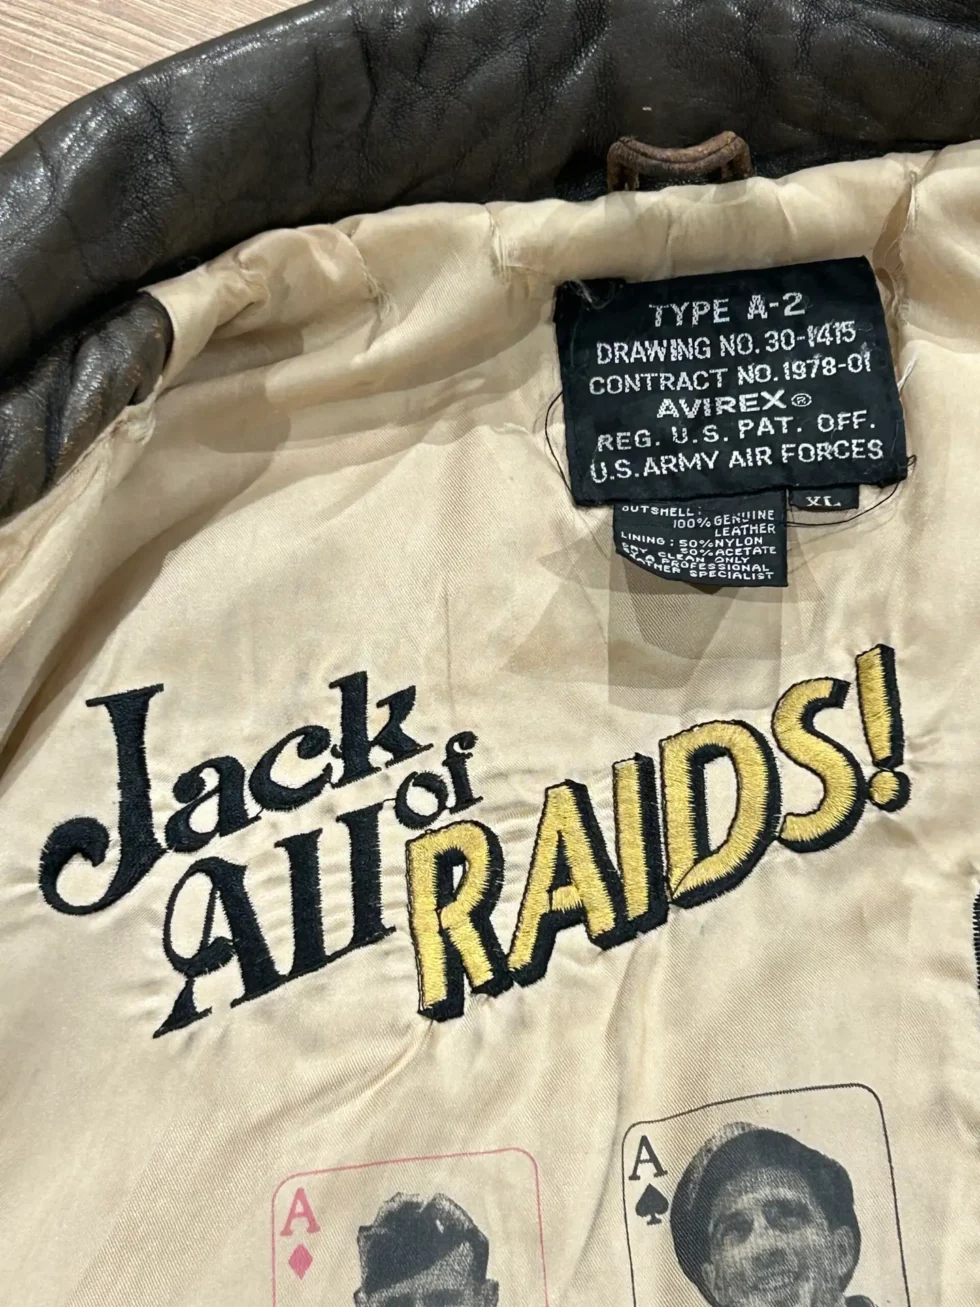 TYPE A-2
DRAWING NO. 30-1415
CONTRACT NO. 1978-01
AVIREX®
REG. U.S. PAT. OFF.
U.S. ARMY AIR FORCES
XL
OUTSHELL:
100% GENUINE
LEATHER
LINING : 50% NYLON
50% ACETATE
DRY CLEAN ONLY
BY A PROFESSIONAL
LEATHER SPECIALIST
Jack
of
All RAIDS!
A
A